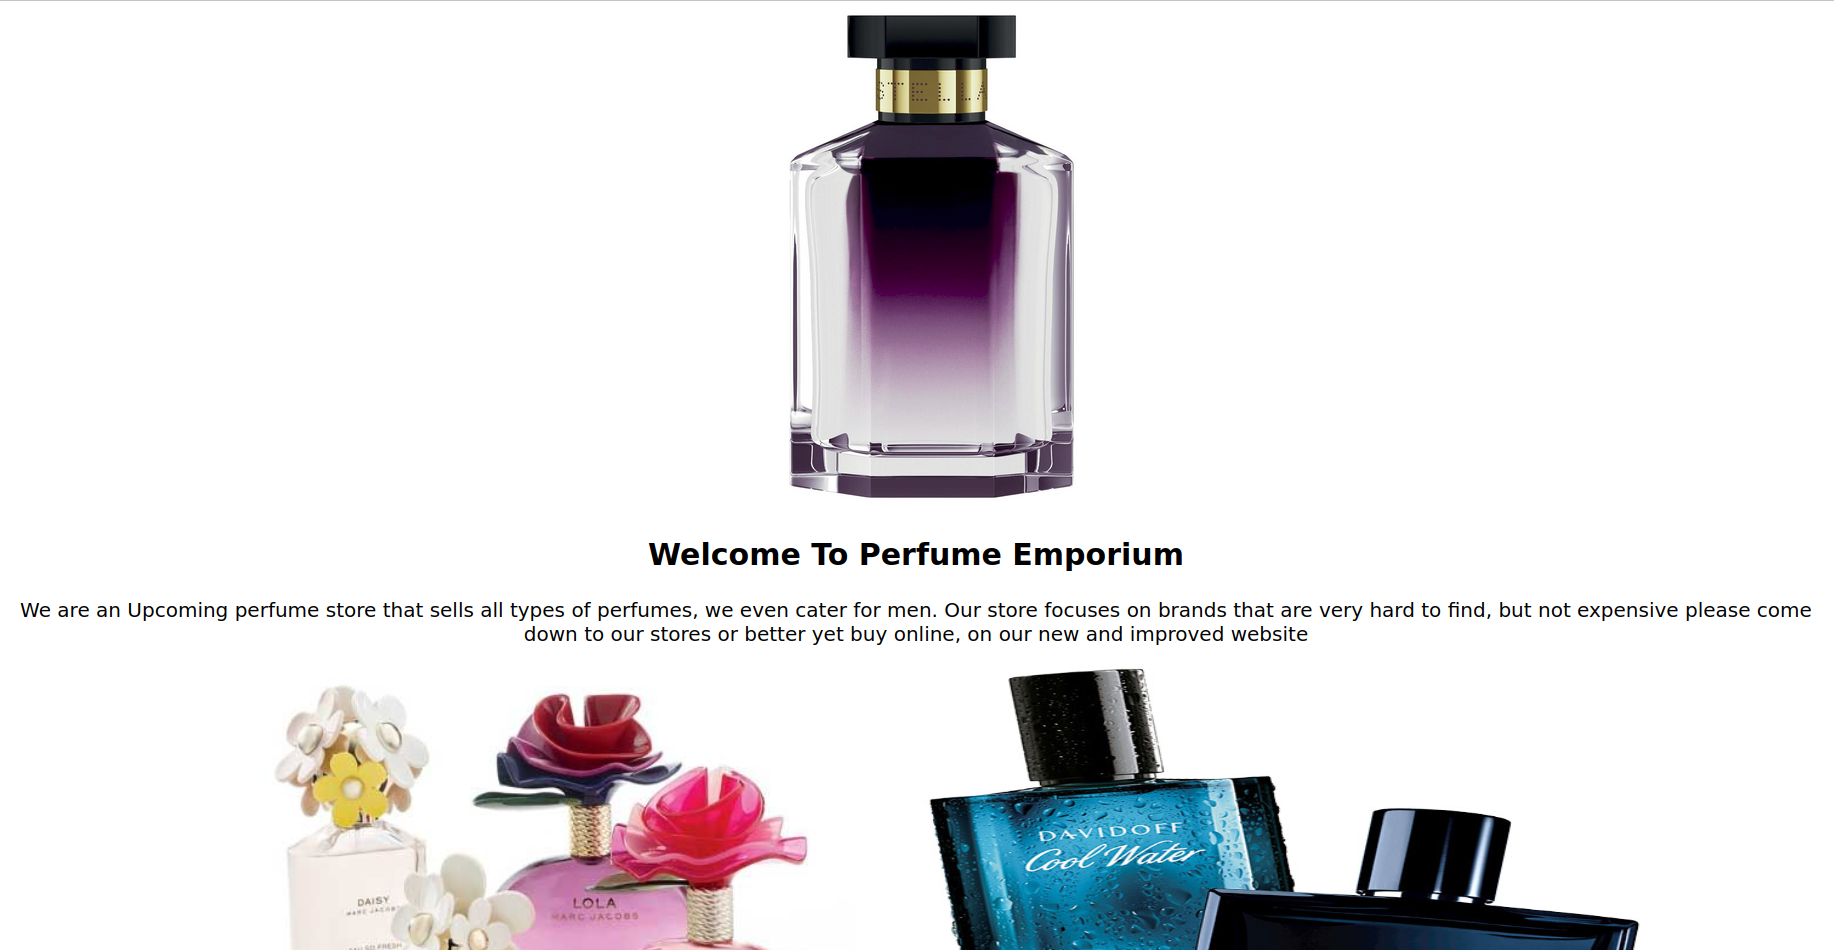 STELLA
Welcome To Perfume Emporium
We are an Upcoming perfume store that sells all types of perfumes, we even cater for men. Our store focuses on brands that are very hard to find, but not expensive please come
down to our stores or better yet buy online, on our new and improved website
DAVIDOFF
Cool Water
DAISY
MARC JACOBS
LOLA
MARC JACOBS
EAU SO FRESH